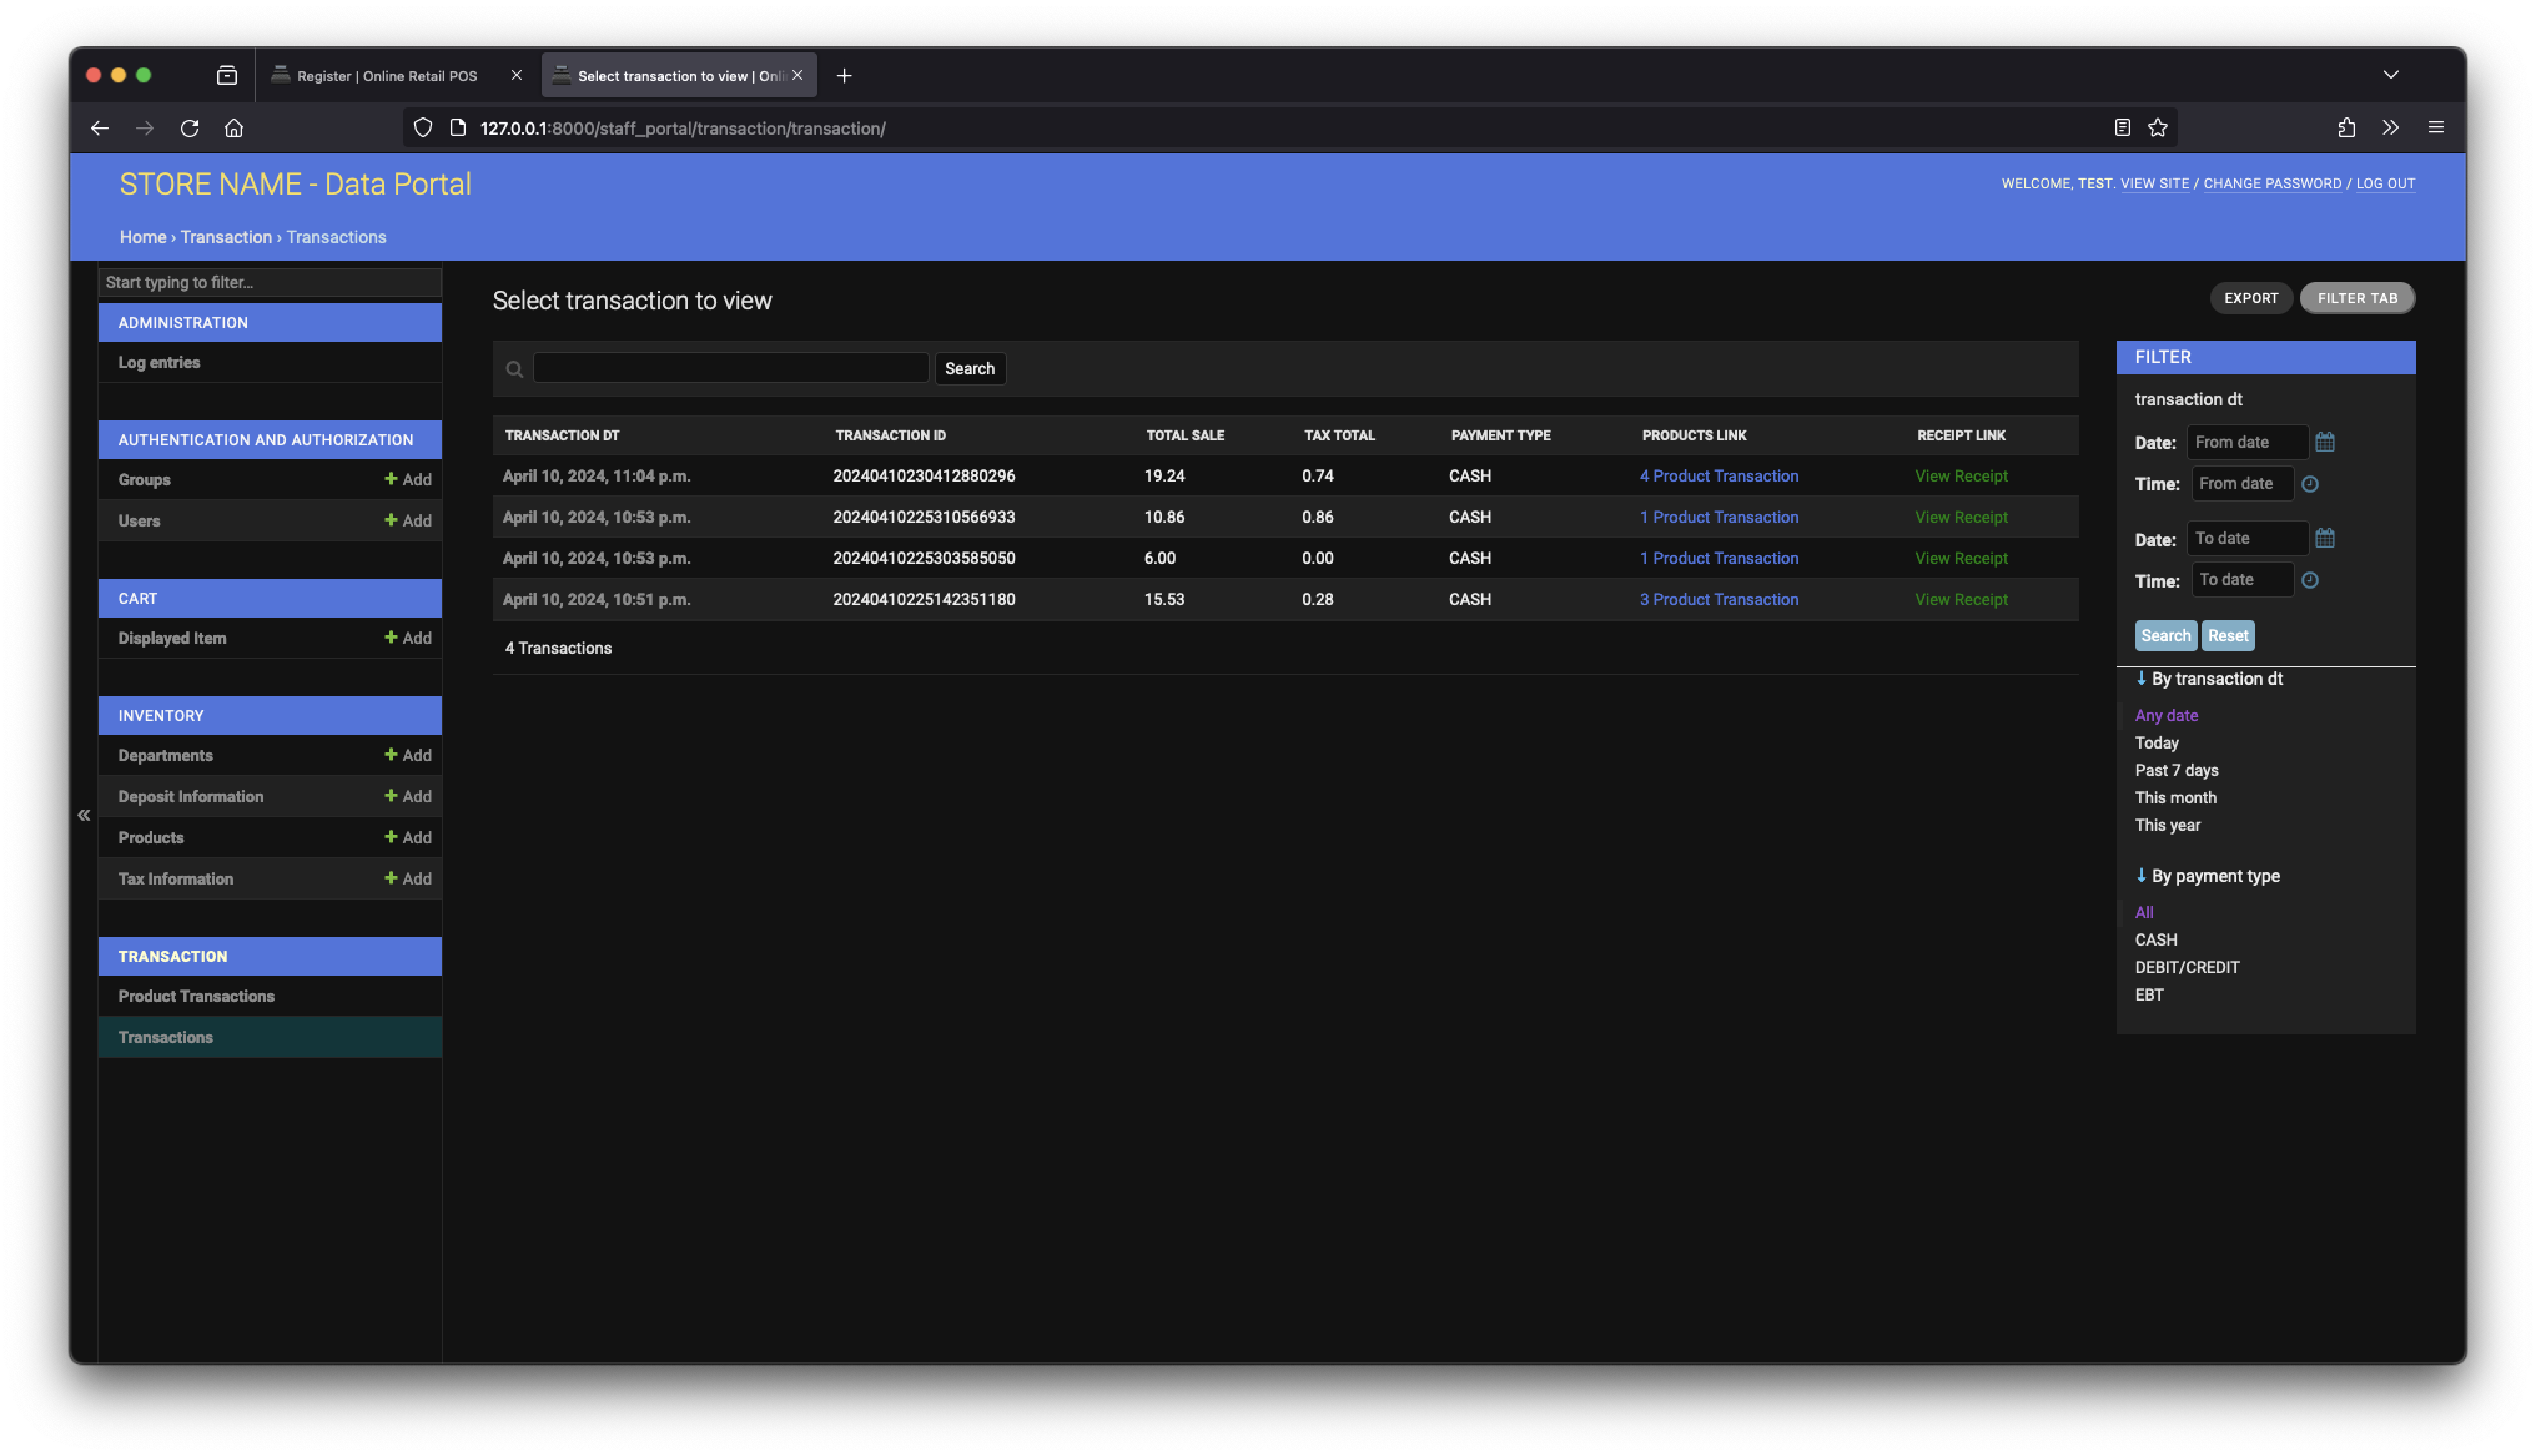 Register | Online Retail POS
Select transaction to view | Onli
127.0.0.1:8000/staff_portal/transaction/transaction/
STORE NAME - Data Portal
WELCOME, TEST. VIEW SITE / CHANGE PASSWORD / LOG OUT
Home › Transaction › Transactions
Start typing to filter...
ADMINISTRATION
Log entries
AUTHENTICATION AND AUTHORIZATION
Groups + Add
Users + Add
CART
Displayed Item + Add
INVENTORY
Departments + Add
Deposit Information + Add
Products + Add
Tax Information + Add
TRANSACTION
Product Transactions
Transactions
«
Select transaction to view
EXPORT FILTER TAB
Search
TRANSACTION DT TRANSACTION ID TOTAL SALE TAX TOTAL PAYMENT TYPE PRODUCTS LINK RECEIPT LINK
April 10, 2024, 11:04 p.m. 20240410230412880296 19.24 0.74 CASH 4 Product Transaction View Receipt
April 10, 2024, 10:53 p.m. 20240410225310566933 10.86 0.86 CASH 1 Product Transaction View Receipt
April 10, 2024, 10:53 p.m. 20240410225303585050 6.00 0.00 CASH 1 Product Transaction View Receipt
April 10, 2024, 10:51 p.m. 20240410225142351180 15.53 0.28 CASH 3 Product Transaction View Receipt
4 Transactions
FILTER
transaction dt
Date: From date
Time: From date
Date: To date
Time: To date
Search Reset
↓ By transaction dt
Any date
Today
Past 7 days
This month
This year
↓ By payment type
All
CASH
DEBIT/CREDIT
EBT